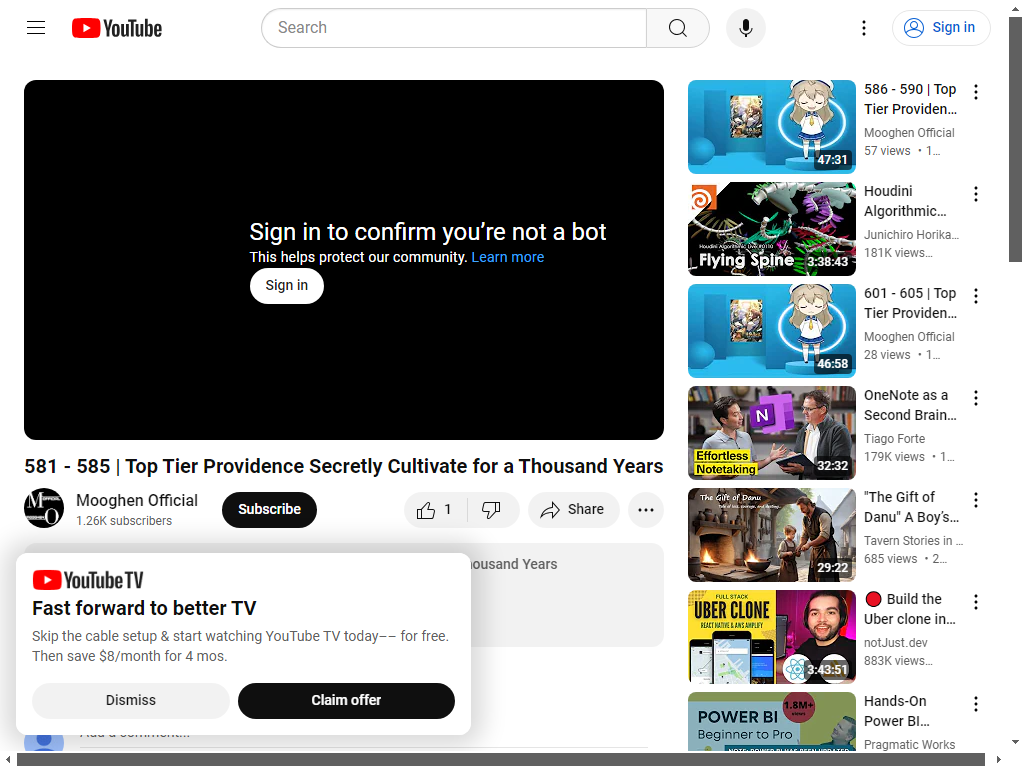 YouTube
Search
Sign in
Sign in to confirm you're not a bot
This helps protect our community. Learn more
Sign in
581 - 585 | Top Tier Providence Secretly Cultivate for a Thousand Years
Mooghen Official
1.26K subscribers
Subscribe
1
Share
housand Years
YouTube TV
Fast forward to better TV
Skip the cable setup & start watching YouTube TV today–– for free.
Then save $8/month for 4 mos.
Dismiss
Claim offer
Add a comment...
586 - 590 | Top
Tier Providen...
Mooghen Official
57 views • 1...
47:31
Houdini
Algorithmic...
Junichiro Horika...
181K views...
Houdini Algorithmic Live #0110
Flying Spine
3:38:43
601 - 605 | Top
Tier Providen...
Mooghen Official
28 views • 1...
46:58
OneNote as a
Second Brain...
Tiago Forte
179K views • 1...
N
Effortless
Notetaking
32:32
"The Gift of
Danu" A Boy's...
Tavern Stories in ...
685 views • 2...
The Gift of Danu
29:22
🔴 Build the
Uber clone in...
notJust.dev
883K views...
FULL STACK
UBER CLONE
REACT NATIVE & AWS AMPLIFY
3:43:51
Hands-On
Power BI...
Pragmatic Works
1.8M+
VIEWS
POWER BI
Beginner to Pro
NOTE: POWER BI HAS BEEN UPDATED